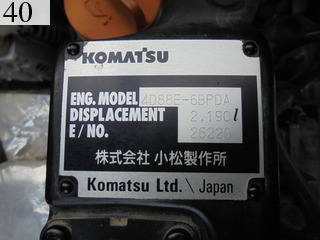 40
KOMATSU
ENG. MODEL 4D88E-6BPDA
DISPLACEMENT 2.190 l
E / NO. 26220
株式会社 小松製作所
Komatsu Ltd. \ Japan